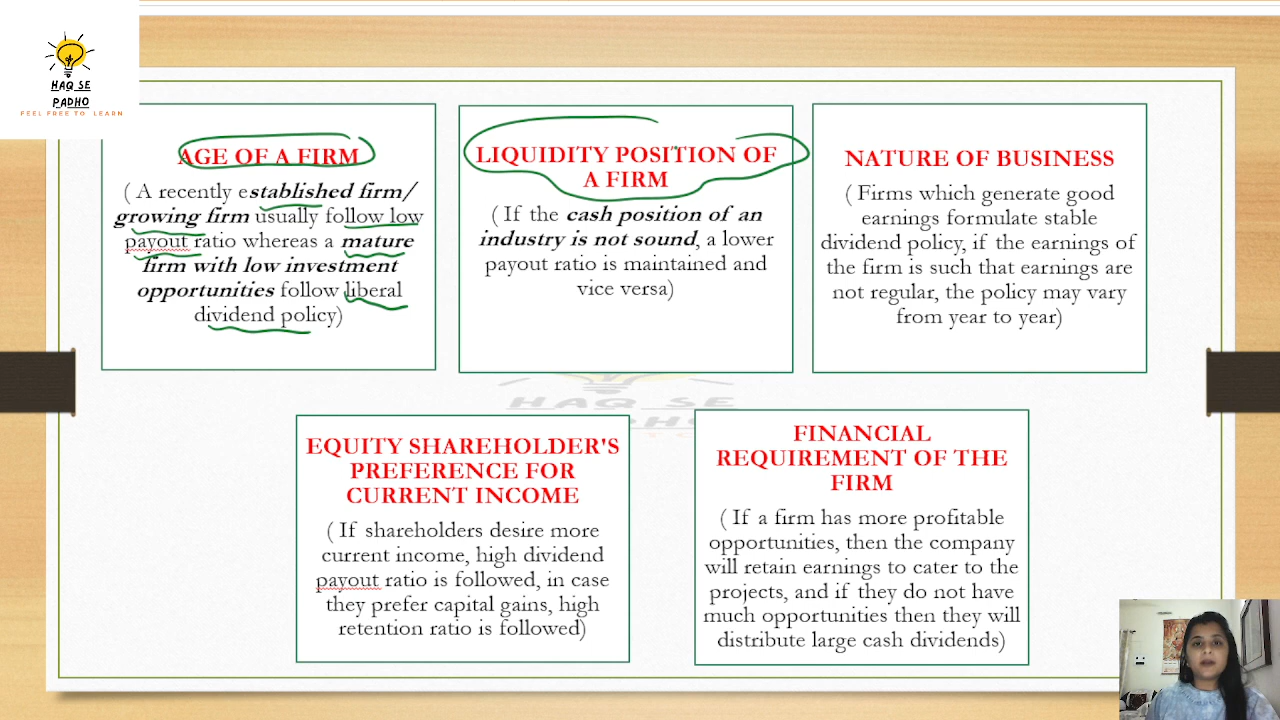 HAQ SE
PADHO
FEEL FREE TO LEARN
AGE OF A FIRM
( A recently established firm/
growing firm usually follow low
payout ratio whereas a mature
firm with low investment
opportunities follow liberal
dividend policy)
LIQUIDITY POSITION OF
A FIRM
( If the cash position of an
industry is not sound, a lower
payout ratio is maintained and
vice versa)
NATURE OF BUSINESS
( Firms which generate good
earnings formulate stable
dividend policy, if the earnings of
the firm is such that earnings are
not regular, the policy may vary
from year to year)
HAQ SE
EQUITY SHAREHOLDER'S
PREFERENCE FOR
CURRENT INCOME
( If shareholders desire more
current income, high dividend
payout ratio is followed, in case
they prefer capital gains, high
retention ratio is followed)
FINANCIAL
REQUIREMENT OF THE
FIRM
( If a firm has more profitable
opportunities, then the company
will retain earnings to cater to the
projects, and if they do not have
much opportunities then they will
distribute large cash dividends)